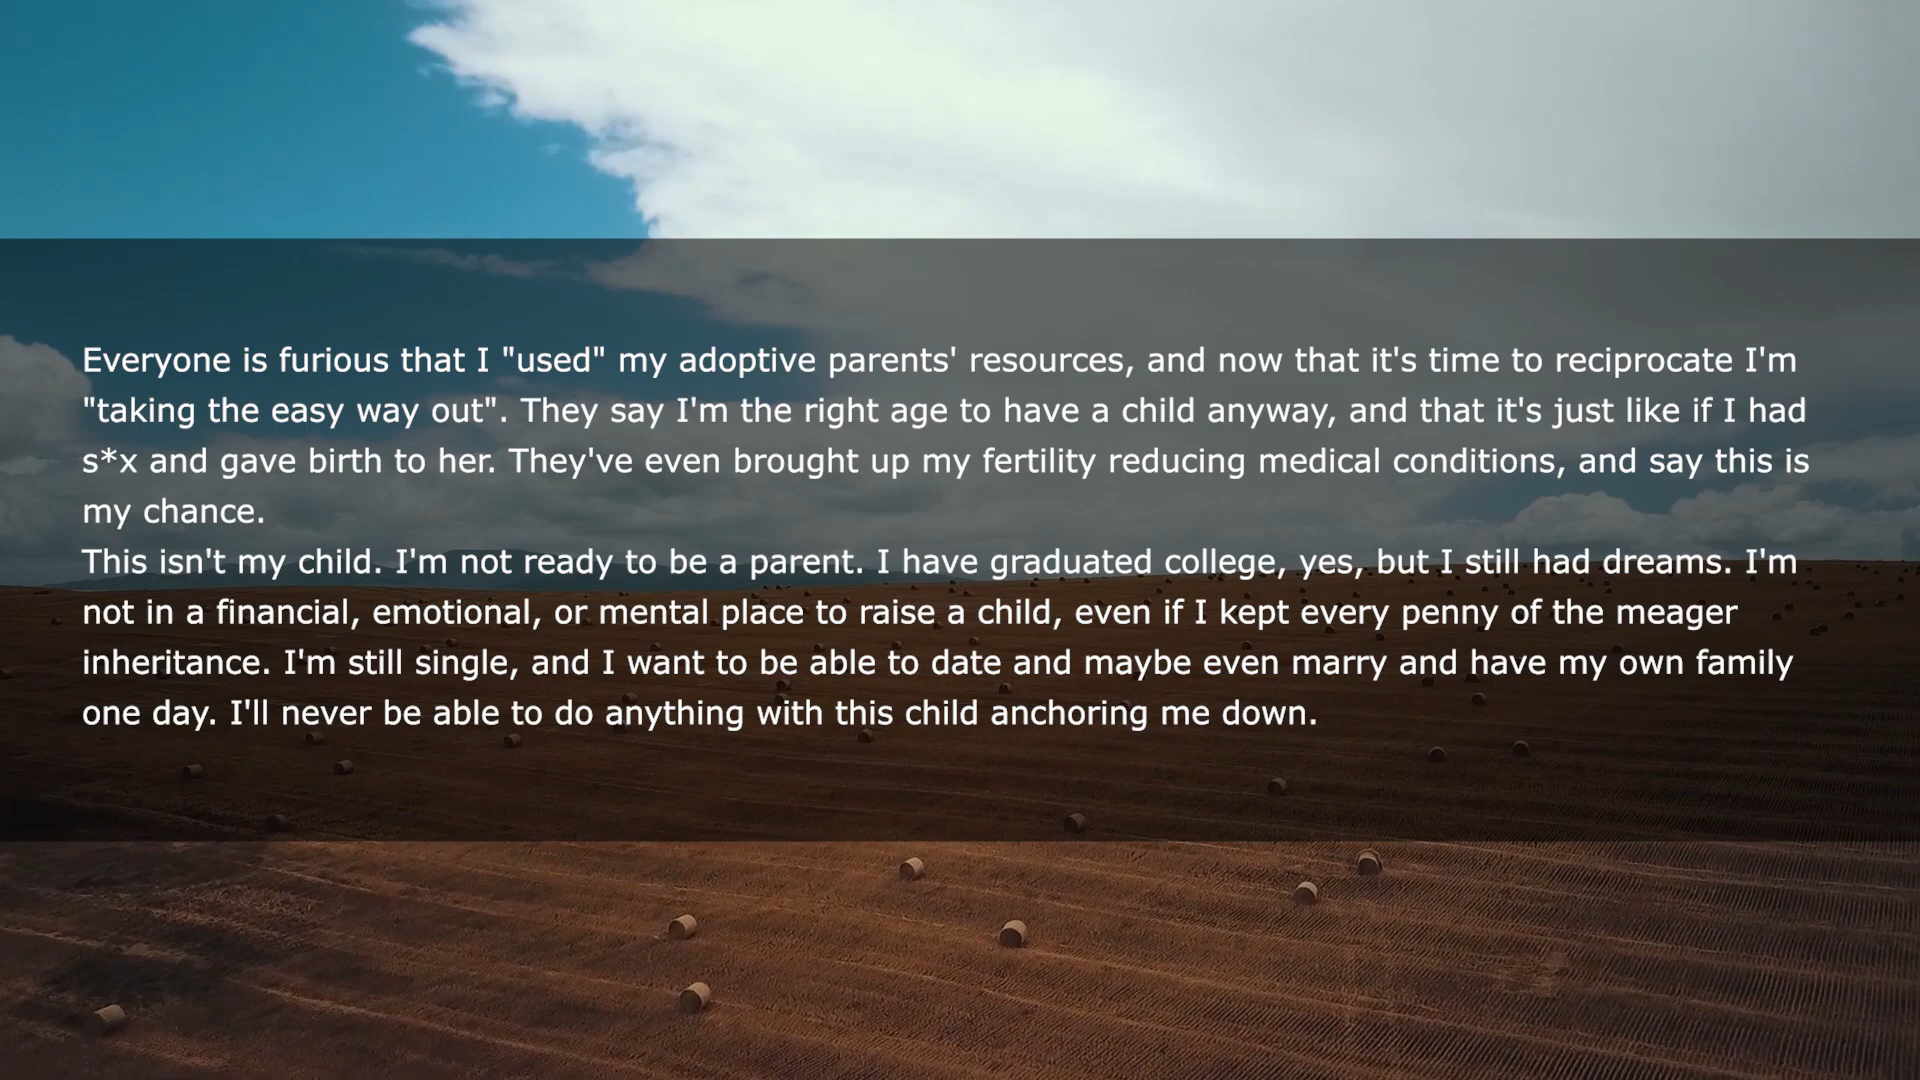 Everyone is furious that I "used" my adoptive parents' resources, and now that it's time to reciprocate I'm
"taking the easy way out". They say I'm the right age to have a child anyway, and that it's just like if I had
s*x and gave birth to her. They've even brought up my fertility reducing medical conditions, and say this is
my chance.
This isn't my child. I'm not ready to be a parent. I have graduated college, yes, but I still had dreams. I'm
not in a financial, emotional, or mental place to raise a child, even if I kept every penny of the meager
inheritance. I'm still single, and I want to be able to date and maybe even marry and have my own family
one day. I'll never be able to do anything with this child anchoring me down.